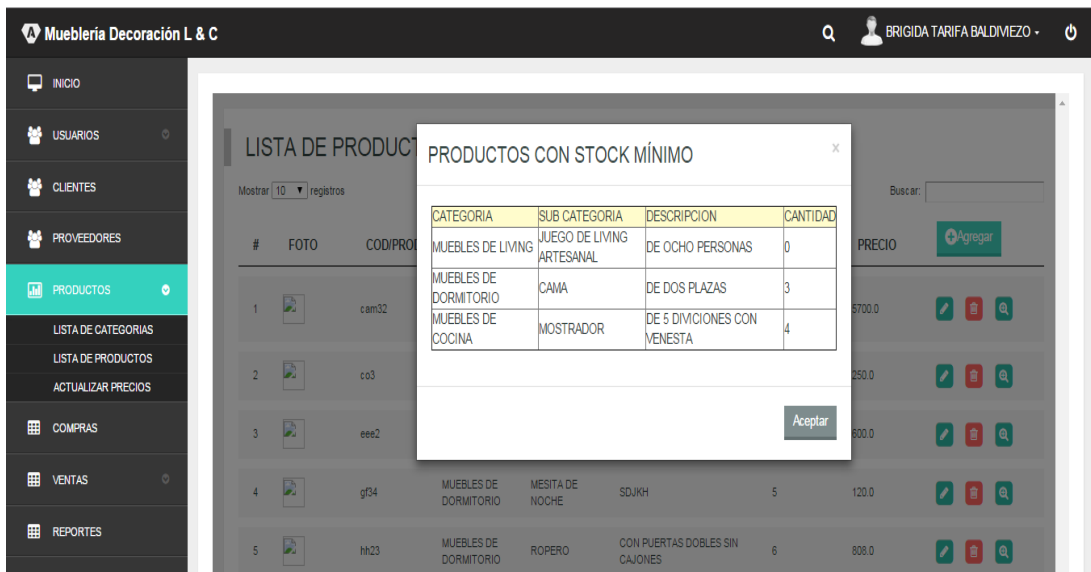 Mueblería Decoración L & C
BRIGIDA TARIFA BALDIVIEZO
INICIO
USUARIOS
CLIENTES
PROVEEDORES
PRODUCTOS
LISTA DE CATEGORIAS
LISTA DE PRODUCTOS
ACTUALIZAR PRECIOS
COMPRAS
VENTAS
REPORTES
LISTA DE PRODUCT
Mostrar 10 registros
Buscar:
# FOTO COD/PROD PRECIO Agregar
1 cam32 5700.0
2 co3 250.0
3 eee2 600.0
4 gf34 MUEBLES DE DORMITORIO MESITA DE NOCHE SDJKH 5 120.0
5 hh23 MUEBLES DE DORMITORIO ROPERO CON PUERTAS DOBLES SIN CAJONES 6 808.0
PRODUCTOS CON STOCK MÍNIMO x
CATEGORIA SUB CATEGORIA DESCRIPCION CANTIDAD
MUEBLES DE LIVING JUEGO DE LIVING ARTESANAL DE OCHO PERSONAS 0
MUEBLES DE DORMITORIO CAMA DE DOS PLAZAS 3
MUEBLES DE COCINA MOSTRADOR DE 5 DIVICIONES CON VENESTA 4
Aceptar